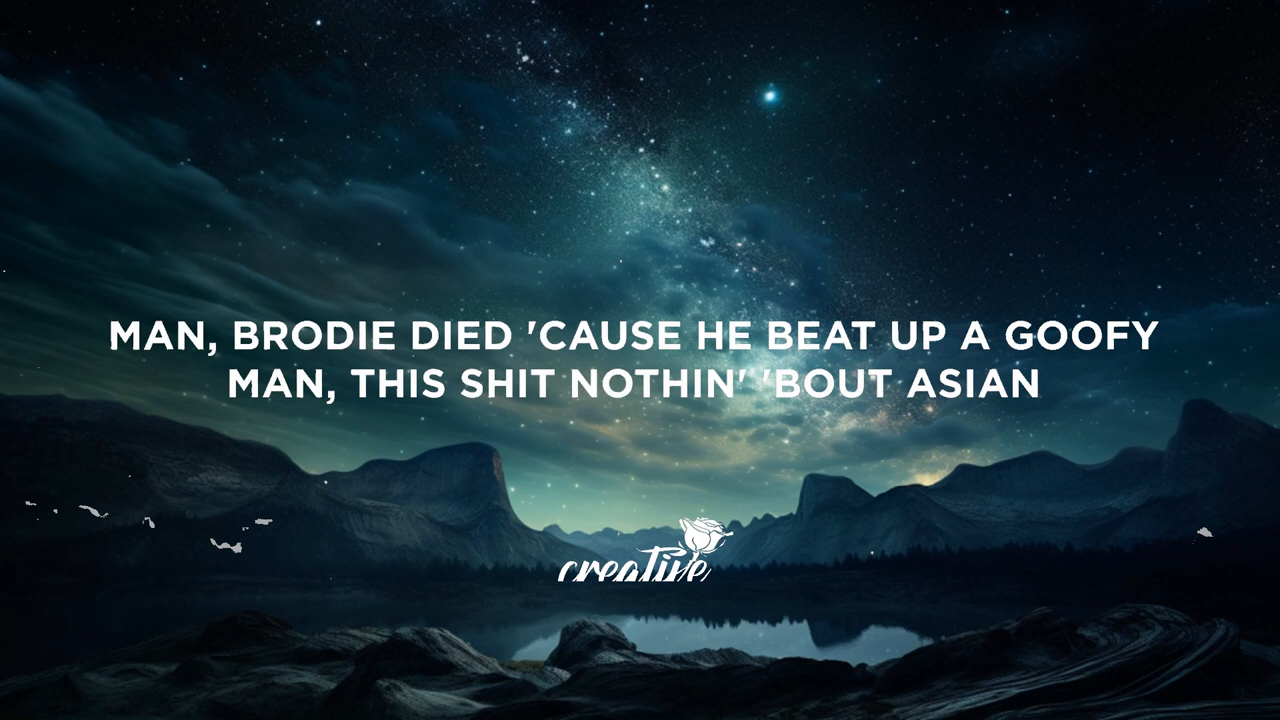 MAN, BRODIE DIED 'CAUSE HE BEAT UP A GOOFY
MAN, THIS SHIT NOTHIN' 'BOUT ASIAN
creative